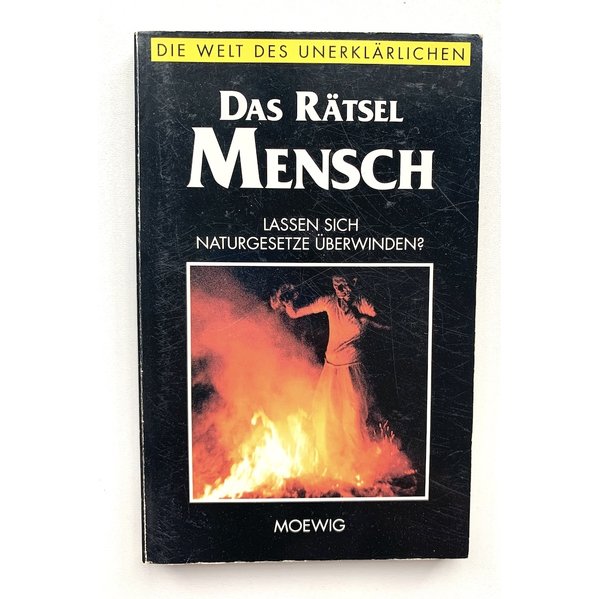 DIE WELT DES UNERKLÄRLICHEN
DAS RÄTSEL
MENSCH
LASSEN SICH
NATURGESETZE ÜBERWINDEN?
MOEWIG